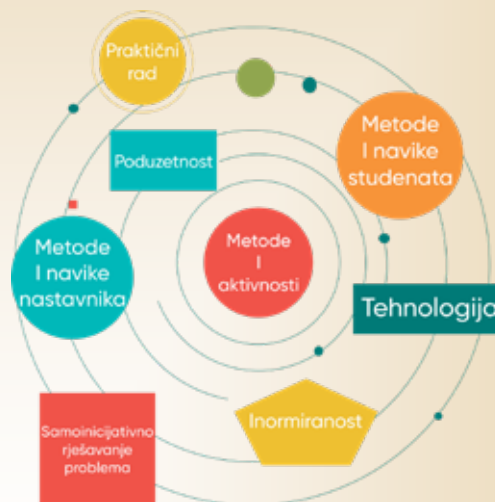 Praktični
rad
Metode
I navike
studenata
Poduzetnost
Metode
I
aktivnosti
Metode
I navike
nastavnika
Tehnologija
Inormiranost
Samoinicijativno
rješavanje
problema